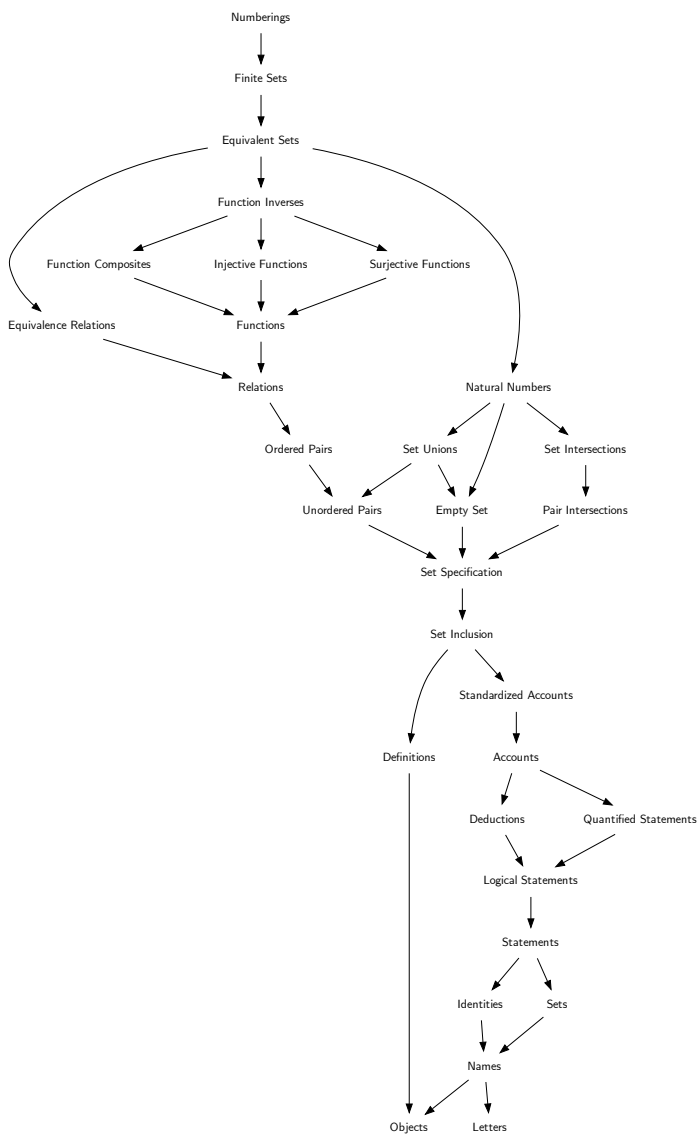 Numberings
Finite Sets
Equivalent Sets
Function Inverses
Function Composites
Injective Functions
Surjective Functions
Equivalence Relations
Functions
Relations
Natural Numbers
Ordered Pairs
Set Unions
Set Intersections
Unordered Pairs
Empty Set
Pair Intersections
Set Specification
Set Inclusion
Standardized Accounts
Definitions
Accounts
Deductions
Quantified Statements
Logical Statements
Statements
Identities
Sets
Names
Objects
Letters